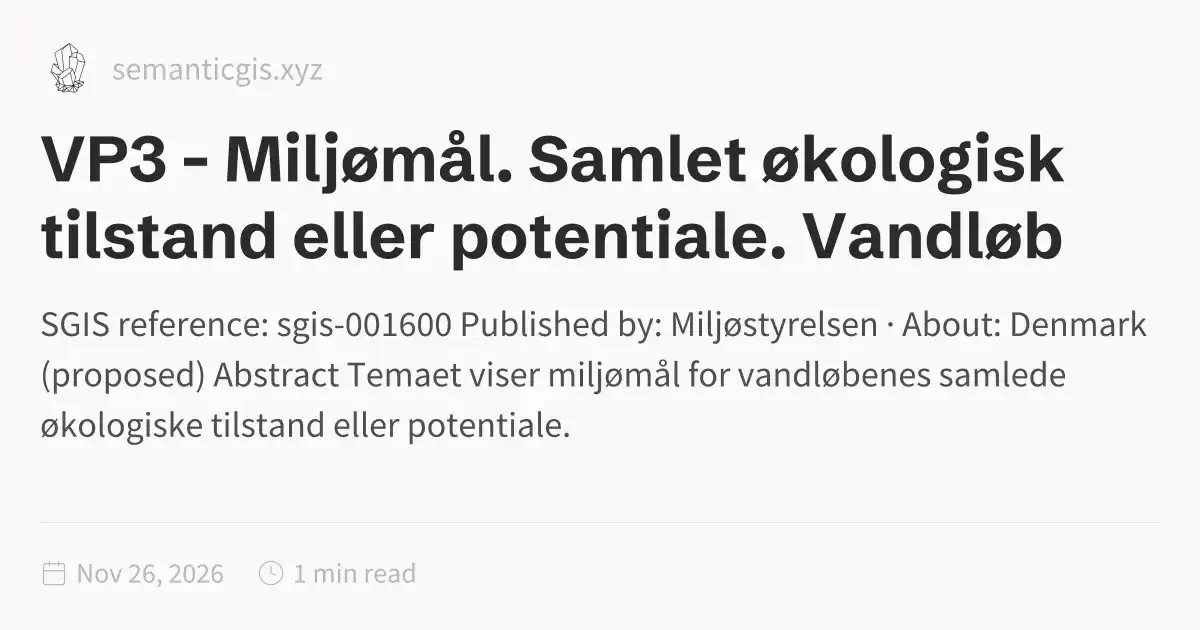 semanticgis.xyz
VP3 - Miljømål. Samlet økologisk
tilstand eller potentiale. Vandløb
SGIS reference: sgis-001600 Published by: Miljøstyrelsen · About: Denmark
(proposed) Abstract Temaet viser miljømål for vandløbenes samlede
økologiske tilstand eller potentiale.
Nov 26, 2026 1 min read